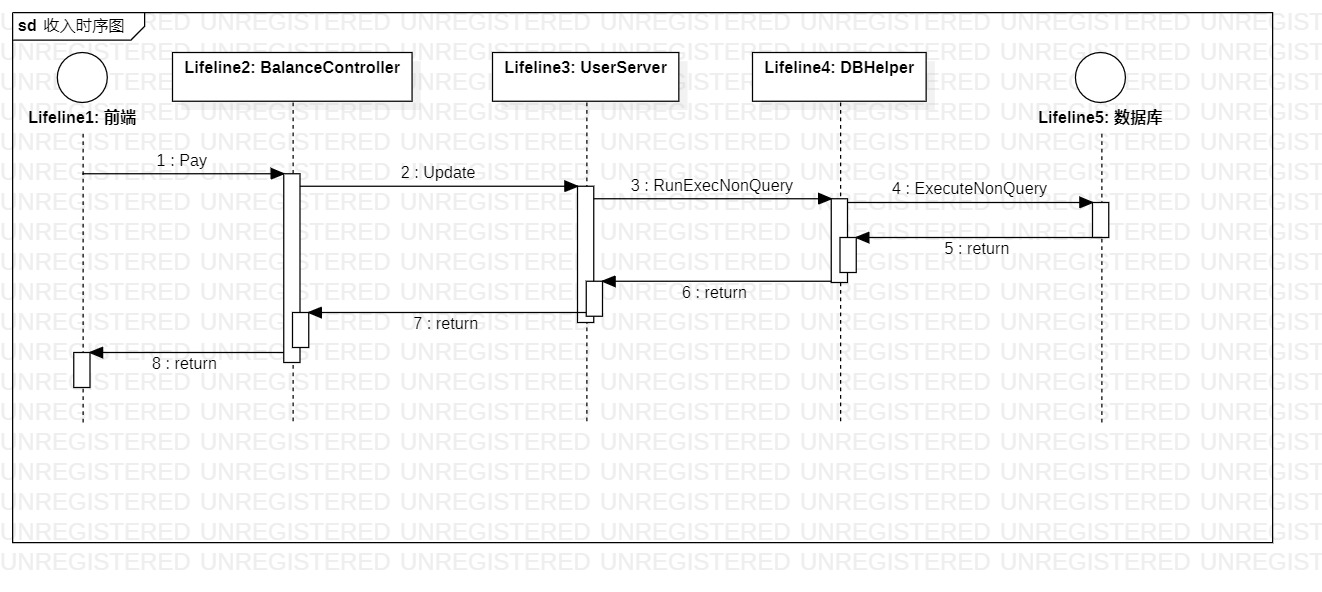 sd 收入时序图
Lifeline2: BalanceController
Lifeline3: UserServer
Lifeline4: DBHelper
Lifeline1: 前端
Lifeline5: 数据库
1 : Pay
2 : Update
3 : RunExecNonQuery
4 : ExecuteNonQuery
5 : return
6 : return
7 : return
8 : return
UNREGISTERED